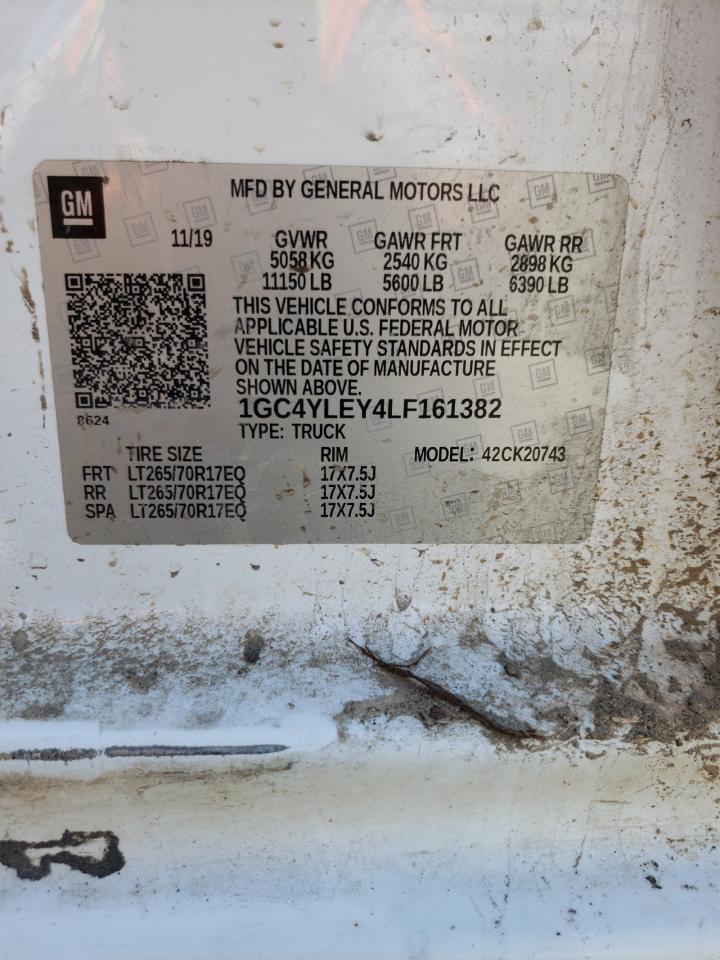 GM
MFD BY GENERAL MOTORS LLC
11/19 GVWR GAWR FRT GAWR RR
5058 KG 2540 KG 2898 KG
11150 LB 5600 LB 6390 LB
THIS VEHICLE CONFORMS TO ALL
APPLICABLE U.S. FEDERAL MOTOR
VEHICLE SAFETY STANDARDS IN EFFECT
ON THE DATE OF MANUFACTURE
SHOWN ABOVE.
8624
1GC4YLEY4LF161382
TYPE: TRUCK
TIRE SIZE RIM MODEL: 42CK20743
FRT LT265/70R17EQ 17X7.5J
RR LT265/70R17EQ 17X7.5J
SPA LT265/70R17EQ 17X7.5J